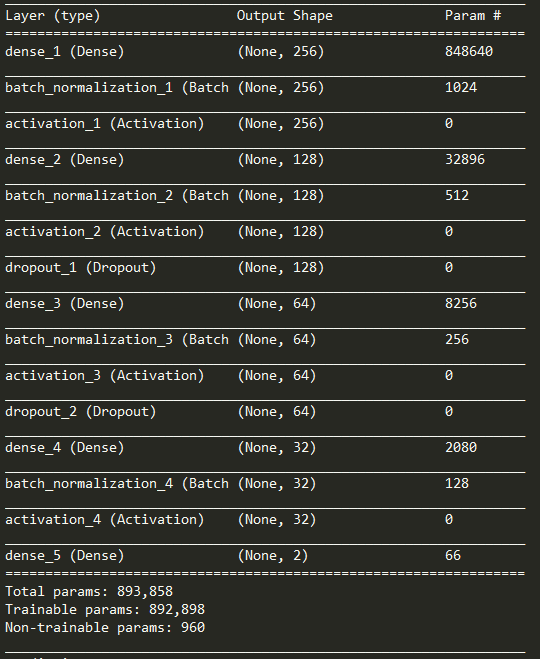 Layer (type) Output Shape Param #
=================================================================
dense_1 (Dense) (None, 256) 848640
_________________________________________________________________
batch_normalization_1 (Batch (None, 256) 1024
_________________________________________________________________
activation_1 (Activation) (None, 256) 0
_________________________________________________________________
dense_2 (Dense) (None, 128) 32896
_________________________________________________________________
batch_normalization_2 (Batch (None, 128) 512
_________________________________________________________________
activation_2 (Activation) (None, 128) 0
_________________________________________________________________
dropout_1 (Dropout) (None, 128) 0
_________________________________________________________________
dense_3 (Dense) (None, 64) 8256
_________________________________________________________________
batch_normalization_3 (Batch (None, 64) 256
_________________________________________________________________
activation_3 (Activation) (None, 64) 0
_________________________________________________________________
dropout_2 (Dropout) (None, 64) 0
_________________________________________________________________
dense_4 (Dense) (None, 32) 2080
_________________________________________________________________
batch_normalization_4 (Batch (None, 32) 128
_________________________________________________________________
activation_4 (Activation) (None, 32) 0
_________________________________________________________________
dense_5 (Dense) (None, 2) 66
=================================================================
Total params: 893,858
Trainable params: 892,898
Non-trainable params: 960
_________________________________________________________________